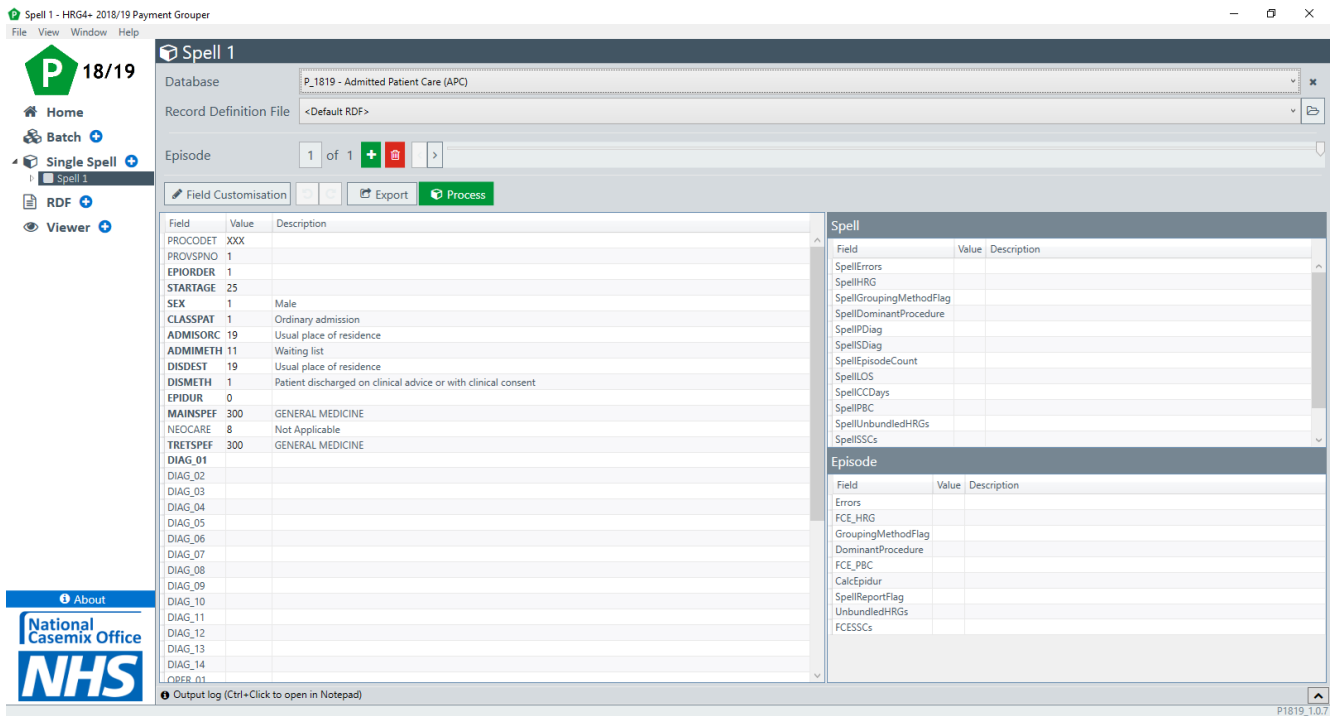 Spell 1 - HRG4+ 2018/19 Payment Grouper
File View Window Help
P 18/19
Home
Batch
Single Spell
Spell 1
RDF
Viewer
About
National
Casemix Office
NHS
Spell 1
Database P_1819 - Admitted Patient Care (APC)
Record Definition File <Default RDF>
Episode 1 of 1
Field Customisation Export Process
Field Value Description
PROCODET XXX
PROVSPNO 1
EPIORDER 1
STARTAGE 25
SEX 1 Male
CLASSPAT 1 Ordinary admission
ADMISORC 19 Usual place of residence
ADMIMETH 11 Waiting list
DISDEST 19 Usual place of residence
DISMETH 1 Patient discharged on clinical advice or with clinical consent
EPIDUR 0
MAINSPEF 300 GENERAL MEDICINE
NEOCARE 8 Not Applicable
TRETSPEF 300 GENERAL MEDICINE
DIAG_01
DIAG_02
DIAG_03
DIAG_04
DIAG_05
DIAG_06
DIAG_07
DIAG_08
DIAG_09
DIAG_10
DIAG_11
DIAG_12
DIAG_13
DIAG_14
OPER_01
Spell
Field Value Description
SpellErrors
SpellHRG
SpellGroupingMethodFlag
SpellDominantProcedure
SpellPDiag
SpellSDiag
SpellEpisodeCount
SpellLOS
SpellCCDays
SpellPBC
SpellUnbundledHRGs
SpellSSCs
Episode
Field Value Description
Errors
FCE_HRG
GroupingMethodFlag
DominantProcedure
FCE_PBC
CalcEpidur
SpellReportFlag
UnbundledHRGs
FCESSCs
Output log (Ctrl+Click to open in Notepad)
P1819_1.0.7